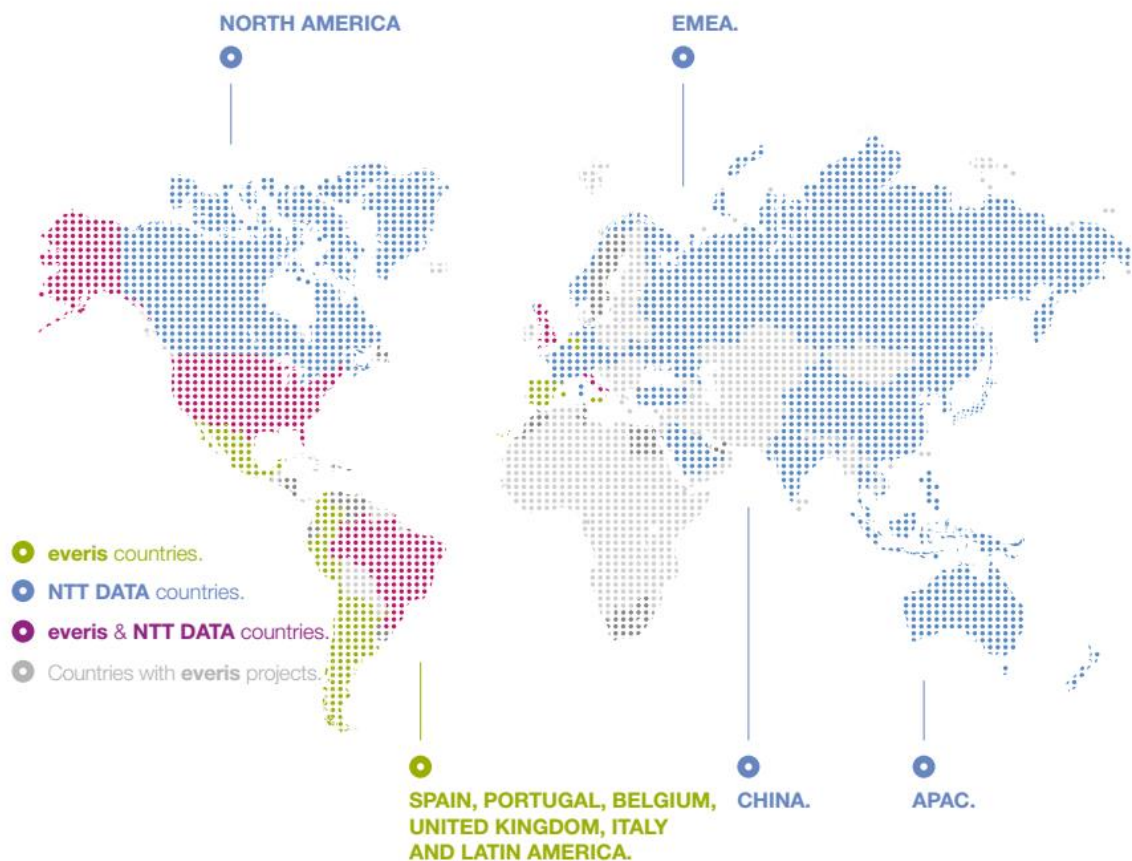 NORTH AMERICA
EMEA.
everis countries.
NTT DATA countries.
everis & NTT DATA countries.
Countries with everis projects.
SPAIN, PORTUGAL, BELGIUM,
UNITED KINGDOM, ITALY
AND LATIN AMERICA.
CHINA.
APAC.